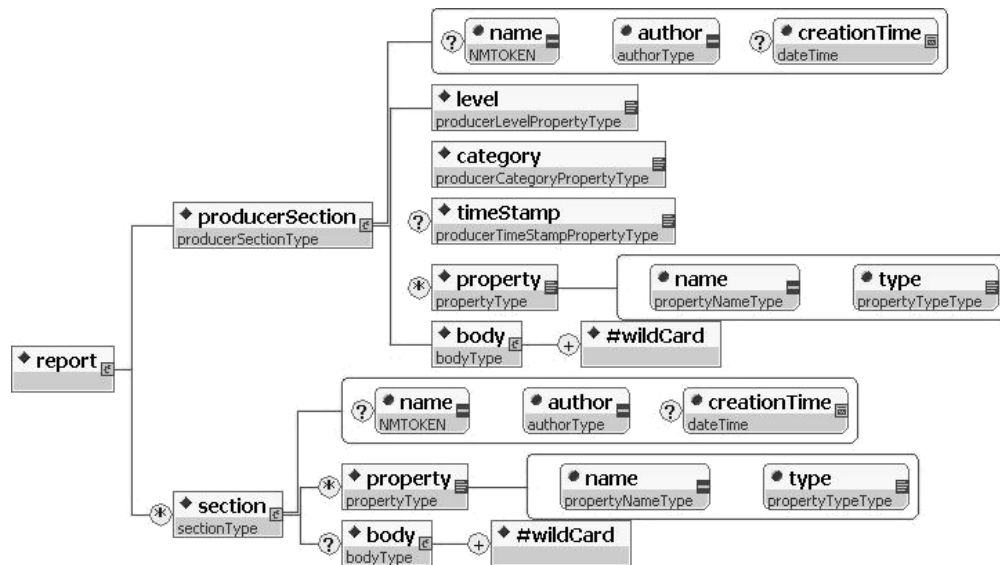 ? name NMTOKEN author authorType ? creationTime dateTime
level
producerLevelPropertyType
category
producerCategoryPropertyType
producerSection
producerSectionType
? timeStamp
producerTimeStampPropertyType
* property
propertyType
name
propertyNameType
type
propertyTypeType
body
bodyType
+ #wildCard
report
? name NMTOKEN author authorType ? creationTime dateTime
* section
sectionType
* property
propertyType
name
propertyNameType
type
propertyTypeType
? body
bodyType
+ #wildCard